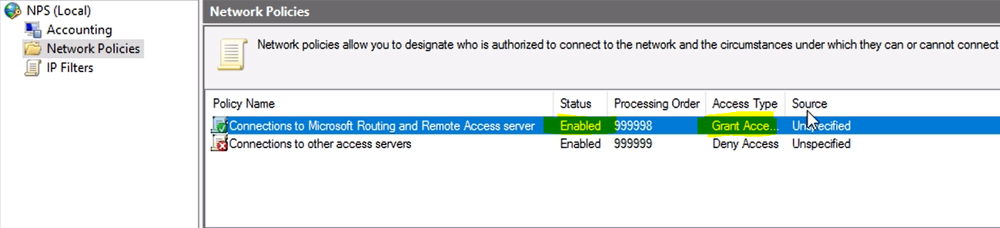 NPS (Local)
Accounting
Network Policies
IP Filters
Network Policies
Network policies allow you to designate who is authorized to connect to the network and the circumstances under which they can or cannot connect
Policy Name Status Processing Order Access Type Source
Connections to Microsoft Routing and Remote Access server Enabled 999998 Grant Acce... Unspecified
Connections to other access servers Enabled 999999 Deny Access Unspecified